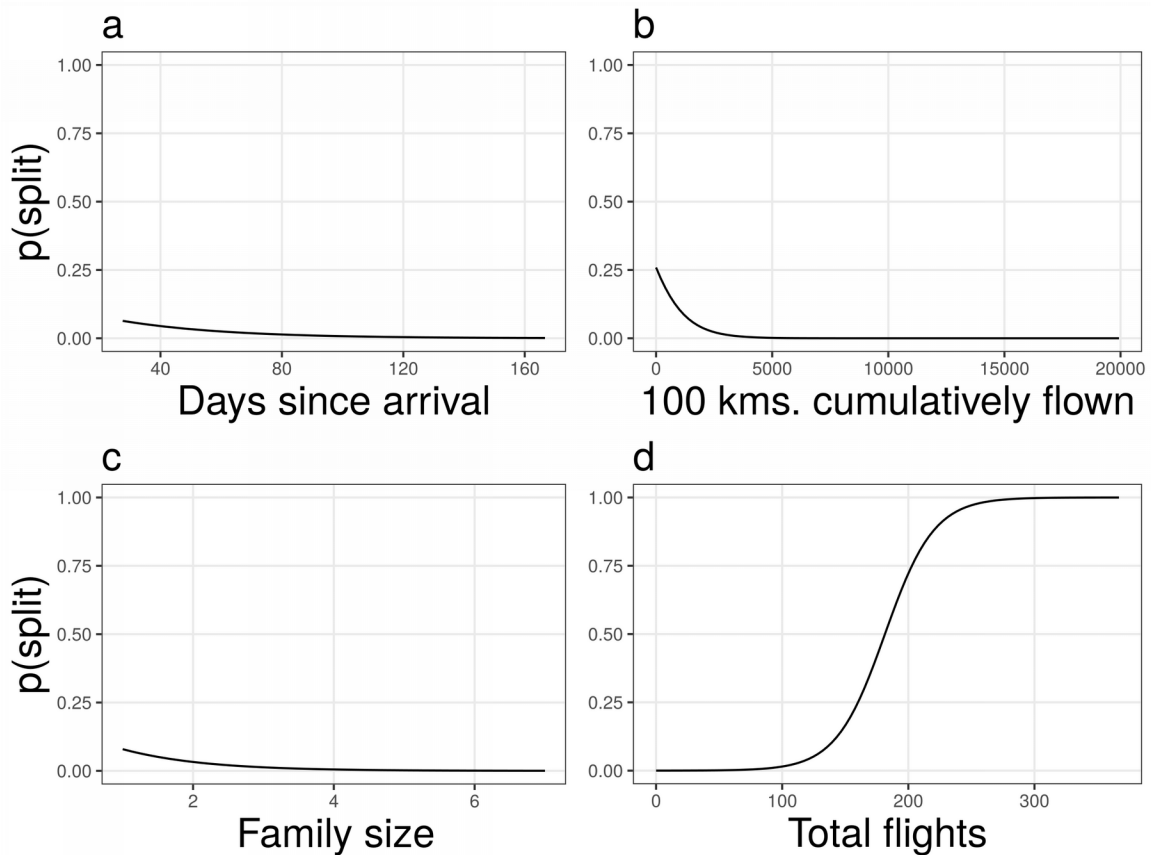 a
1.00
0.75
0.50
0.25
0.00
p(split)
40 80 120 160
Days since arrival
b
1.00
0.75
0.50
0.25
0.00
0 5000 10000 15000 20000
100 kms. cumulatively flown
c
1.00
0.75
0.50
0.25
0.00
p(split)
2 4 6
Family size
d
1.00
0.75
0.50
0.25
0.00
0 100 200 300
Total flights